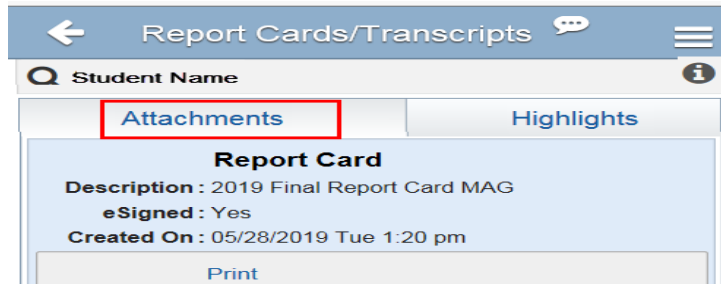 Report Cards/Transcripts
Student Name
Attachments Highlights
Report Card
Description : 2019 Final Report Card MAG
eSigned : Yes
Created On : 05/28/2019 Tue 1:20 pm
Print